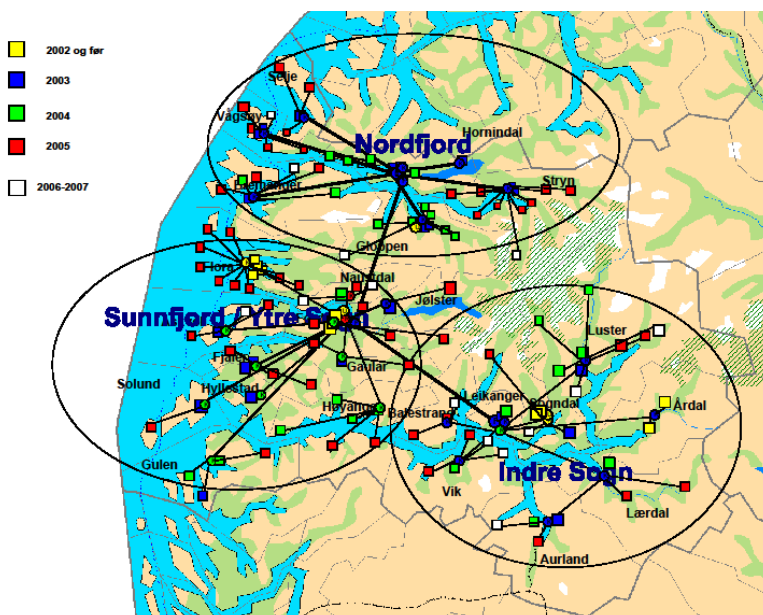 2002 og før
2003
2004
2005
2006-2007
Selje
Vågsøy
Nordfjord
Hornindal
Stryn
Gloppen
Flora
Naustdal
Sunnfjord / Ytre Sogn
Jølster
Luster
Fjaler
Gaular
Solund
Hyllestad
Leikanger
Sogndal
Høyanger
Balestrand
Årdal
Gulen
Vik
Indre Sogn
Lærdal
Aurland